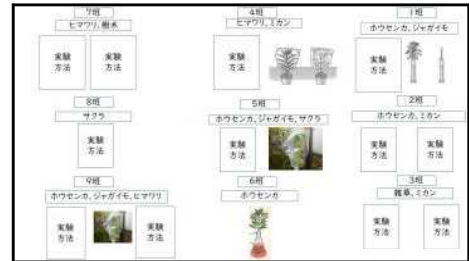 7班
ヒマワリ,樹木
実験
方法
実験
方法
4班
ヒマワリ,ミカン
実験
方法
1班
ホウセンカ,ジャガイモ
実験
方法
8班
サクラ
実験
方法
5班
ホウセンカ,ジャガイモ,サクラ
実験
方法
2班
ホウセンカ,ミカン
実験
方法
実験
方法
9班
ホウセンカ,ジャガイモ,ヒマワリ
実験
方法
実験
方法
6班
ホウセンカ
3班
雑草,ミカン
実験
方法
実験
方法